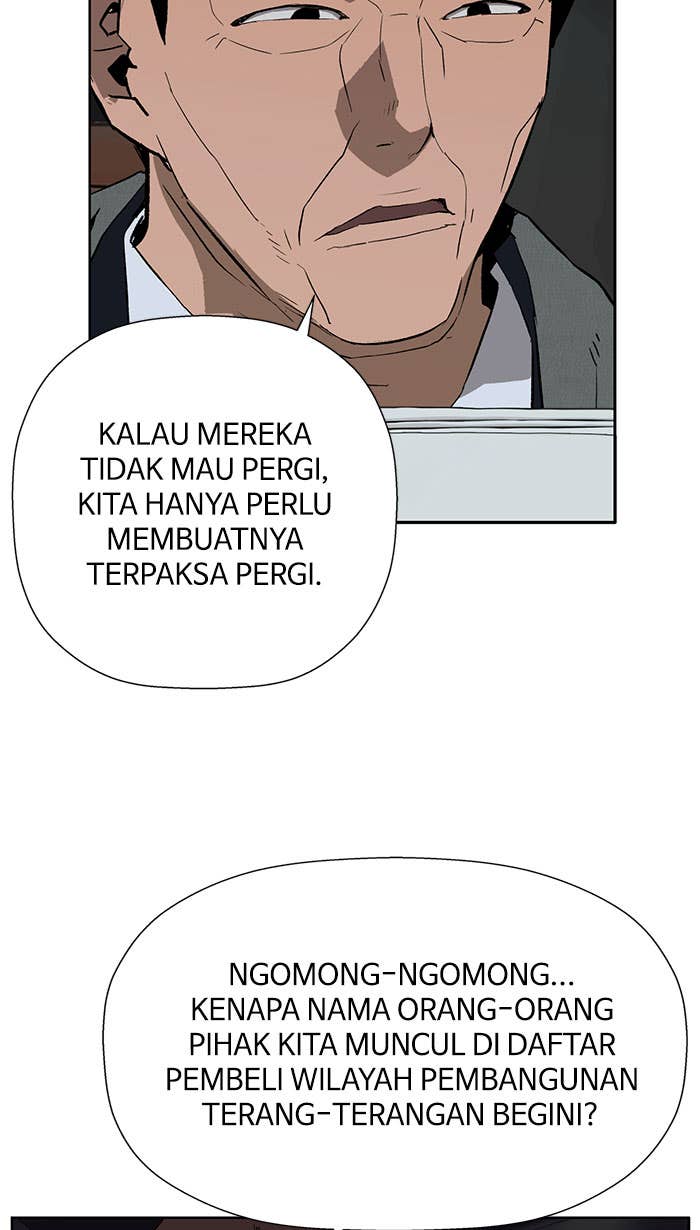 KALAU MEREKA
TIDAK MAU PERGI,
KITA HANYA PERLU
MEMBUATNYA
TERPAKSA PERGI.
NGOMONG-NGOMONG...
KENAPA NAMA ORANG-ORANG
PIHAK KITA MUNCUL DI DAFTAR
PEMBELI WILAYAH PEMBANGUNAN
TERANG-TERANGAN BEGINI?